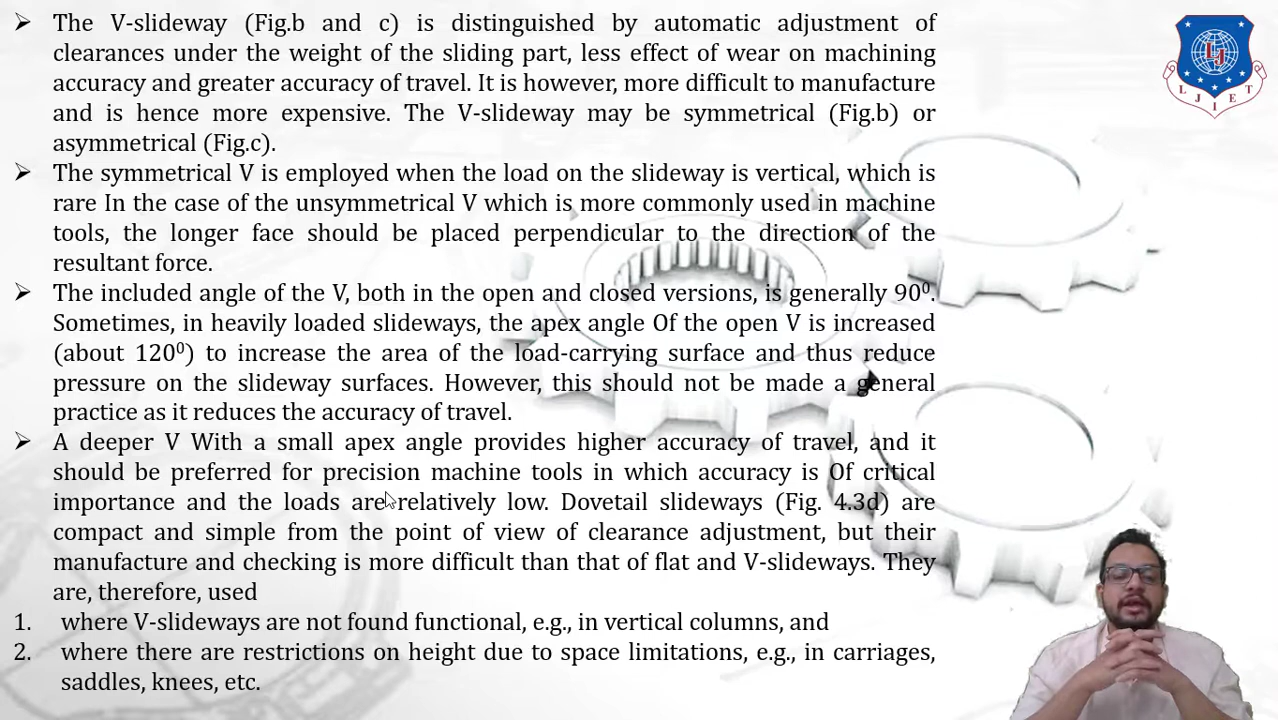 ➢ The V-slideway (Fig.b and c) is distinguished by automatic adjustment of
clearances under the weight of the sliding part, less effect of wear on machining
accuracy and greater accuracy of travel. It is however, more difficult to manufacture
and is hence more expensive. The V-slideway may be symmetrical (Fig.b) or
asymmetrical (Fig.c).
➢ The symmetrical V is employed when the load on the slideway is vertical, which is
rare In the case of the unsymmetrical V which is more commonly used in machine
tools, the longer face should be placed perpendicular to the direction of the
resultant force.
➢ The included angle of the V, both in the open and closed versions, is generally 90⁰.
Sometimes, in heavily loaded slideways, the apex angle Of the open V is increased
(about 120⁰) to increase the area of the load-carrying surface and thus reduce
pressure on the slideway surfaces. However, this should not be made a general
practice as it reduces the accuracy of travel.
➢ A deeper V With a small apex angle provides higher accuracy of travel, and it
should be preferred for precision machine tools in which accuracy is Of critical
importance and the loads are relatively low. Dovetail slideways (Fig. 4.3d) are
compact and simple from the point of view of clearance adjustment, but their
manufacture and checking is more difficult than that of flat and V-slideways. They
are, therefore, used
1. where V-slideways are not found functional, e.g., in vertical columns, and
2. where there are restrictions on height due to space limitations, e.g., in carriages,
saddles, knees, etc.
LJ
L J I E T